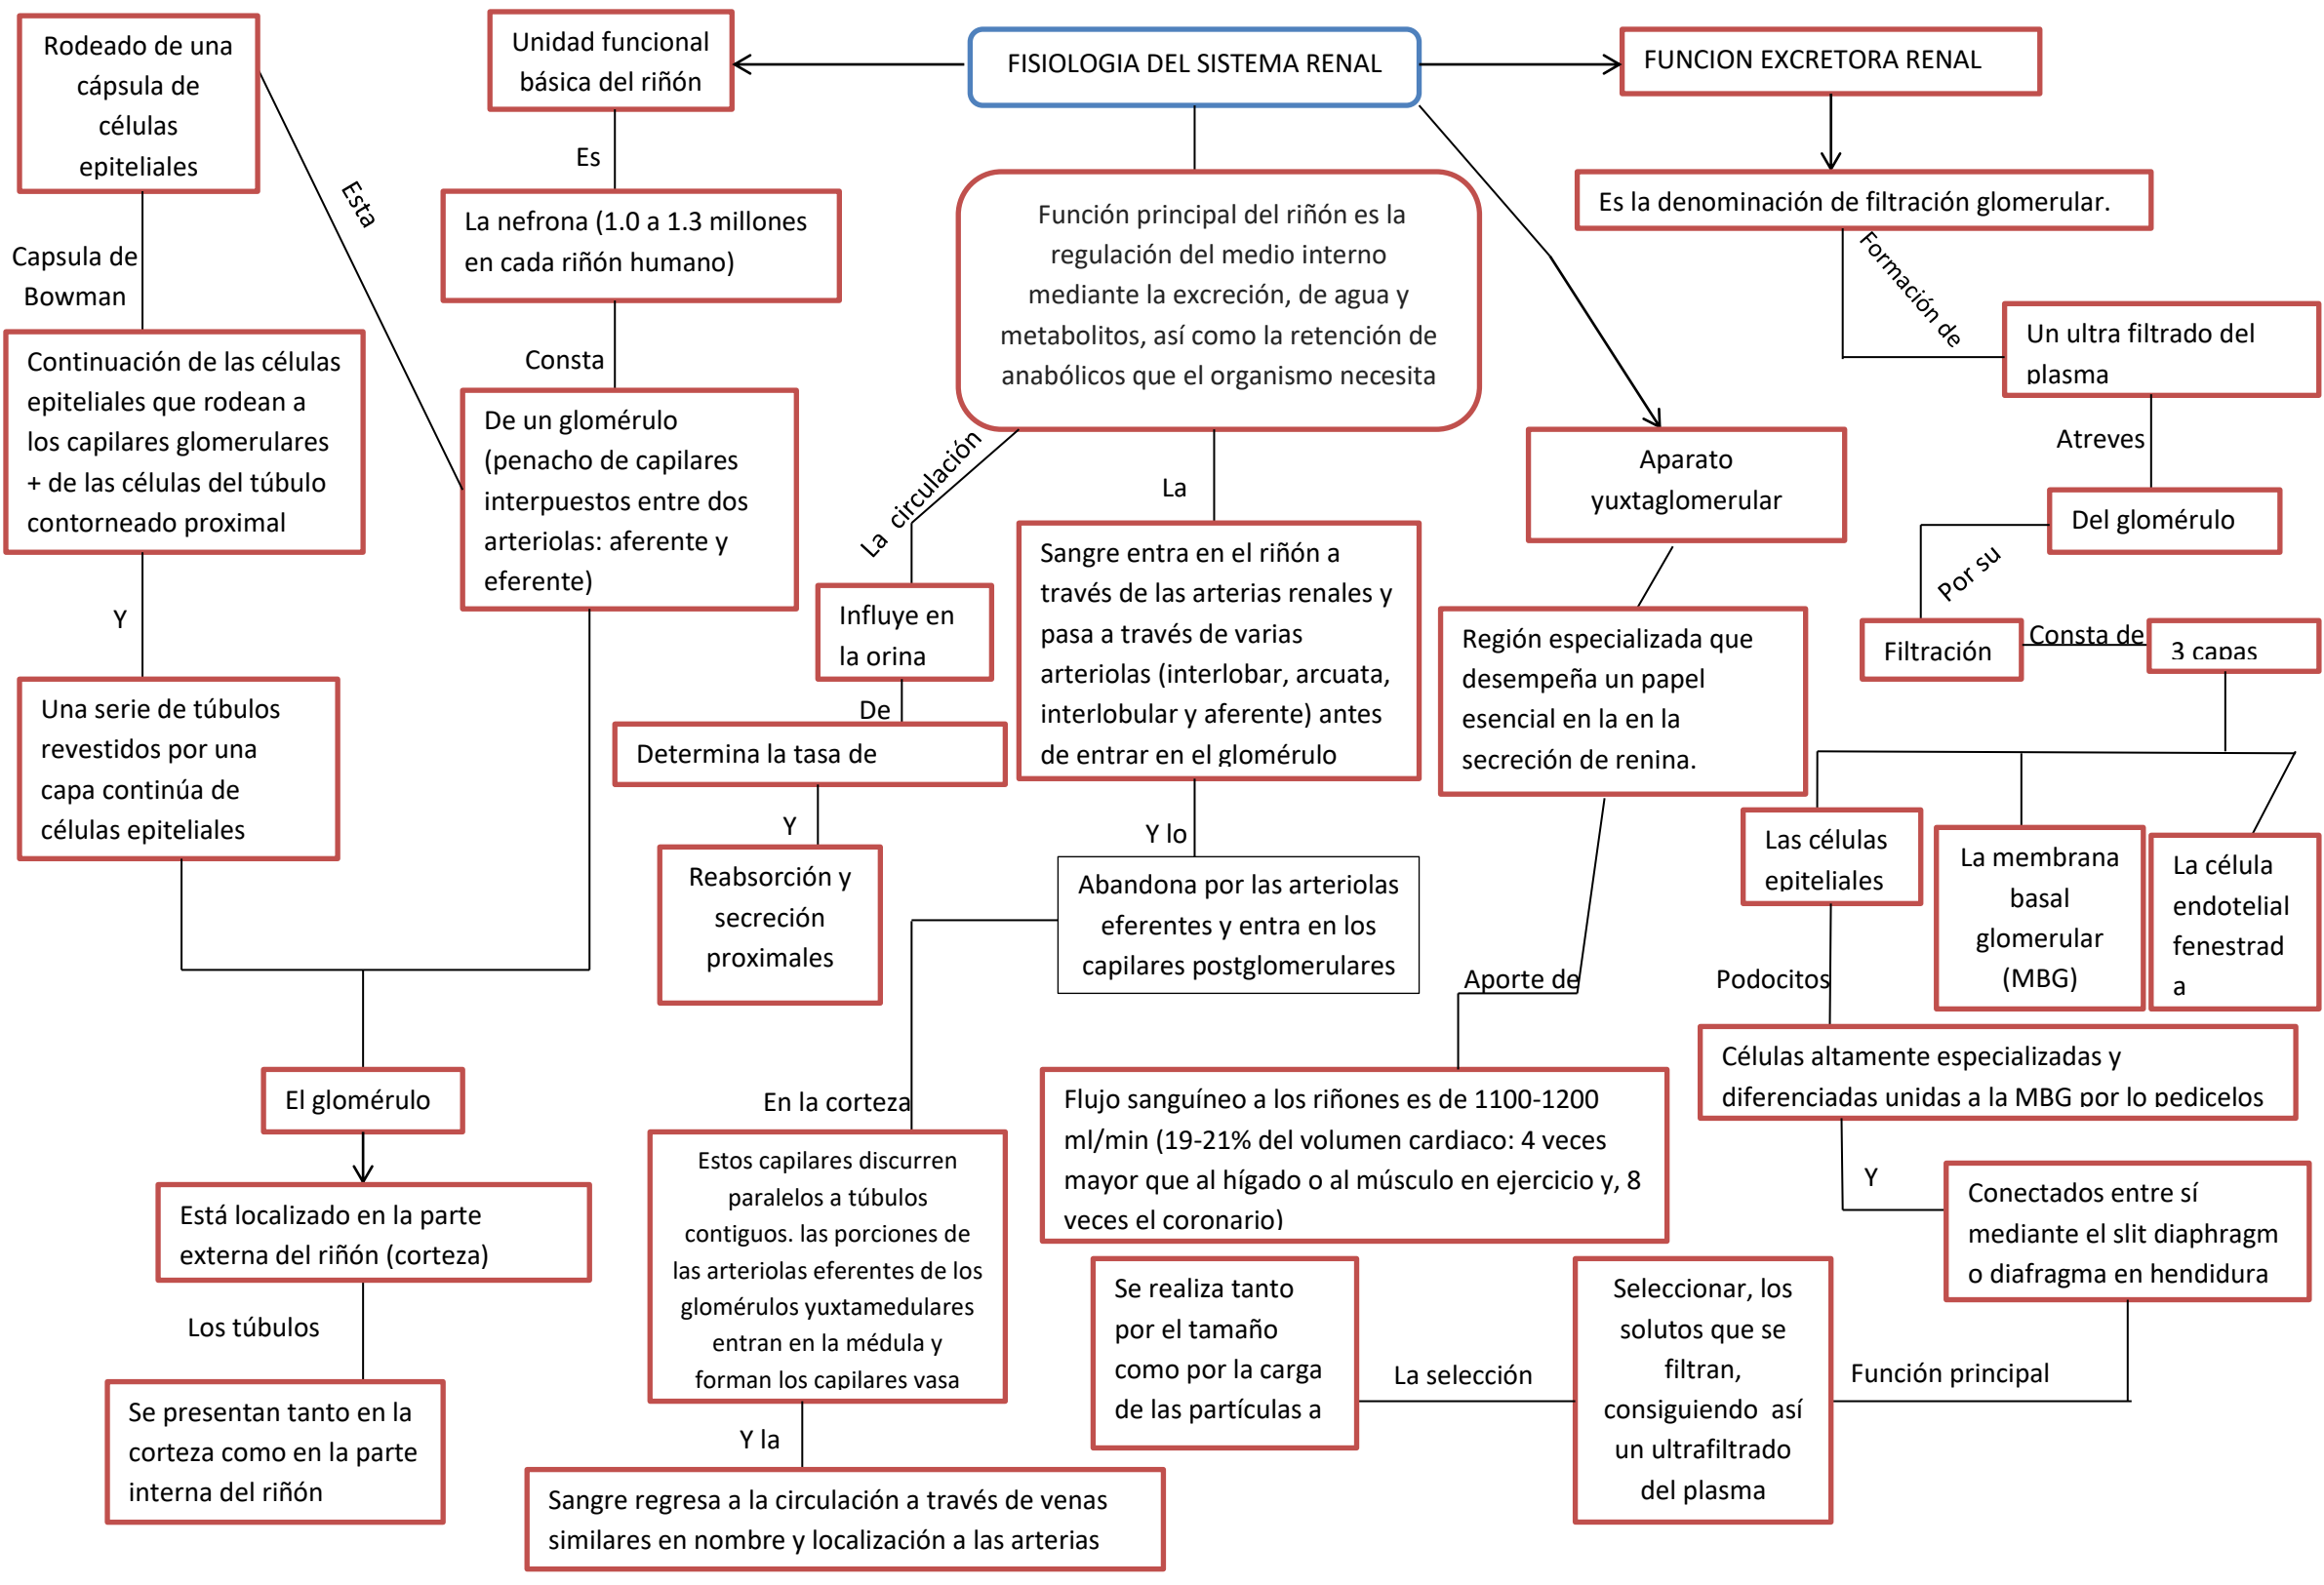 FISIOLOGIA DEL SISTEMA RENAL
Unidad funcional
básica del riñón
Es
La nefrona (1.0 a 1.3 millones
en cada riñón humano)
Consta
De un glomérulo
(penacho de capilares
interpuestos entre dos
arteriolas: aferente y
eferente)
Esta
Rodeado de una
cápsula de
células
epiteliales
Capsula de
Bowman
Continuación de las células
epiteliales que rodean a
los capilares glomerulares
+ de las células del túbulo
contorneado proximal
Y
Una serie de túbulos
revestidos por una
capa continúa de
células epiteliales
El glomérulo
Está localizado en la parte
externa del riñón (corteza)
Los túbulos
Se presentan tanto en la
corteza como en la parte
interna del riñón
Función principal del riñón es la
regulación del medio interno
mediante la excreción, de agua y
metabolitos, así como la retención de
anabólicos que el organismo necesita
La circulación
Influye en
la orina
De
Determina la tasa de
Y
Reabsorción y
secreción
proximales
La
Sangre entra en el riñón a
través de las arterias renales y
pasa a través de varias
arteriolas (interlobar, arcuata,
interlobular y aferente) antes
de entrar en el glomérulo
Y lo
Abandona por las arteriolas
eferentes y entra en los
capilares postglomerulares
En la corteza
Estos capilares discurren
paralelos a túbulos
contiguos. las porciones de
las arteriolas eferentes de los
glomérulos yuxtamedulares
entran en la médula y
forman los capilares vasa
Y la
Sangre regresa a la circulación a través de venas
similares en nombre y localización a las arterias
Aparato
yuxtaglomerular
Región especializada que
desempeña un papel
esencial en la en la
secreción de renina.
Aporte de
Flujo sanguíneo a los riñones es de 1100-1200
ml/min (19-21% del volumen cardiaco: 4 veces
mayor que al hígado o al músculo en ejercicio y, 8
veces el coronario)
FUNCION EXCRETORA RENAL
Es la denominación de filtración glomerular.
Formación de
Un ultra filtrado del
plasma
Atreves
Del glomérulo
Por su
Filtración
Consta de
3 capas
Las células
epiteliales
La membrana
basal
glomerular
(MBG)
La célula
endotelial
fenestrad
a
Podocitos
Células altamente especializadas y
diferenciadas unidas a la MBG por lo pedicelos
Y
Conectados entre sí
mediante el slit diaphragm
o diafragma en hendidura
Función principal
Seleccionar, los
solutos que se
filtran,
consiguiendo así
un ultrafiltrado
del plasma
La selección
Se realiza tanto
por el tamaño
como por la carga
de las partículas a